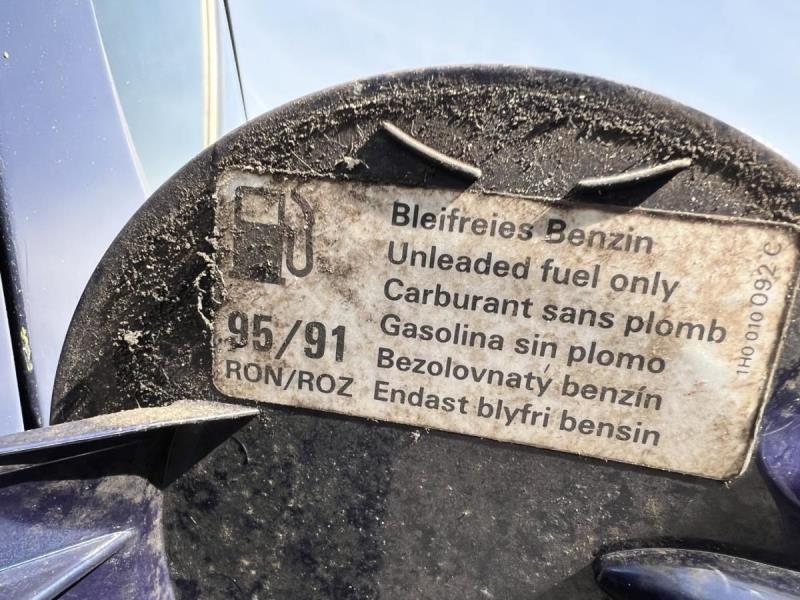 Bleifreies Benzin
Unleaded fuel only
Carburant sans plomb
Gasolina sin plomo
Bezolovnatý benzín
Endast blyfri bensin
95/91
RON/ROZ
1H0 010 092 C